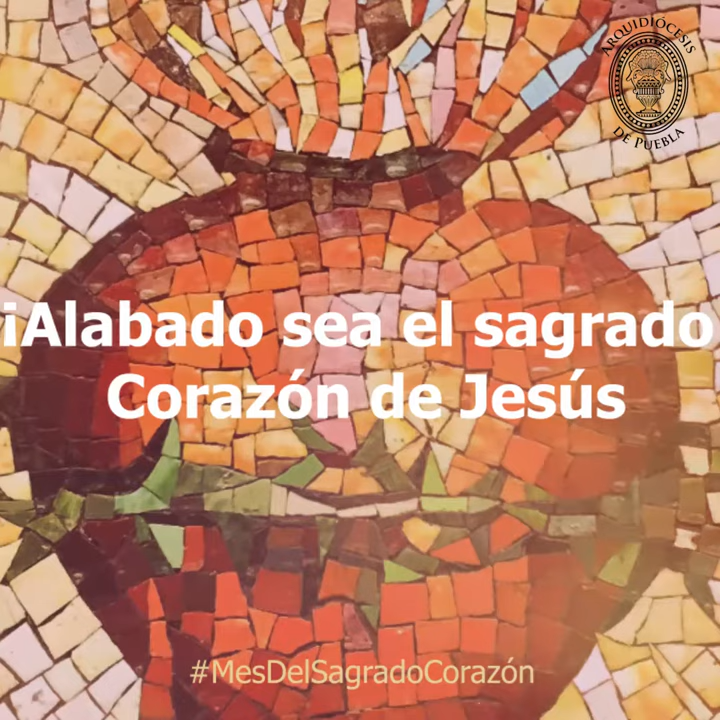 ARQUIDIÓCESIS
DE PUEBLA
¡Alabado sea el sagrado
Corazón de Jesús
#MesDelSagradoCorazón